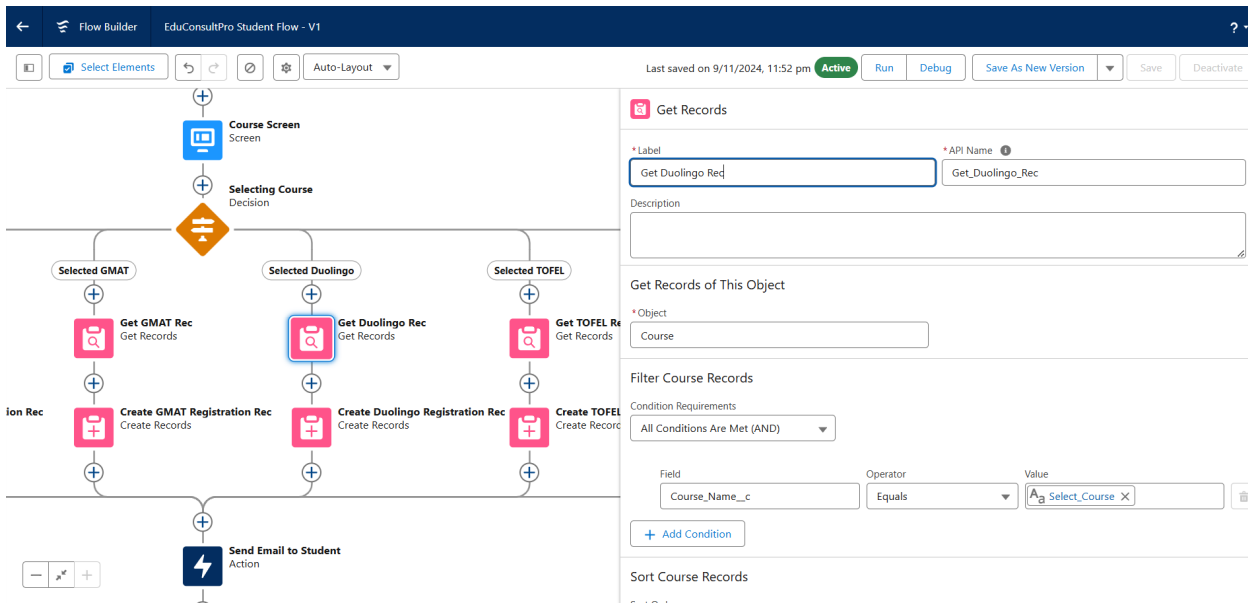 Flow Builder EduConsultPro Student Flow - V1 ?
Select Elements Auto-Layout Last saved on 9/11/2024, 11:52 pm Active Run Debug Save As New Version Save Deactivate
Course Screen
Screen
Selecting Course
Decision
Selected GMAT Selected Duolingo Selected TOFEL
Get GMAT Rec Get Duolingo Rec Get TOFEL Re
Get Records Get Records Get Records
ion Rec Create GMAT Registration Rec Create Duolingo Registration Rec Create TOFEL
Create Records Create Records Create Record
Send Email to Student
Action
Get Records
*Label *API Name
Get Duolingo Rec Get_Duolingo_Rec
Description
Get Records of This Object
*Object
Course
Filter Course Records
Condition Requirements
All Conditions Are Met (AND)
Field Operator Value
Course_Name__c Equals Aa Select_Course
+ Add Condition
Sort Course Records